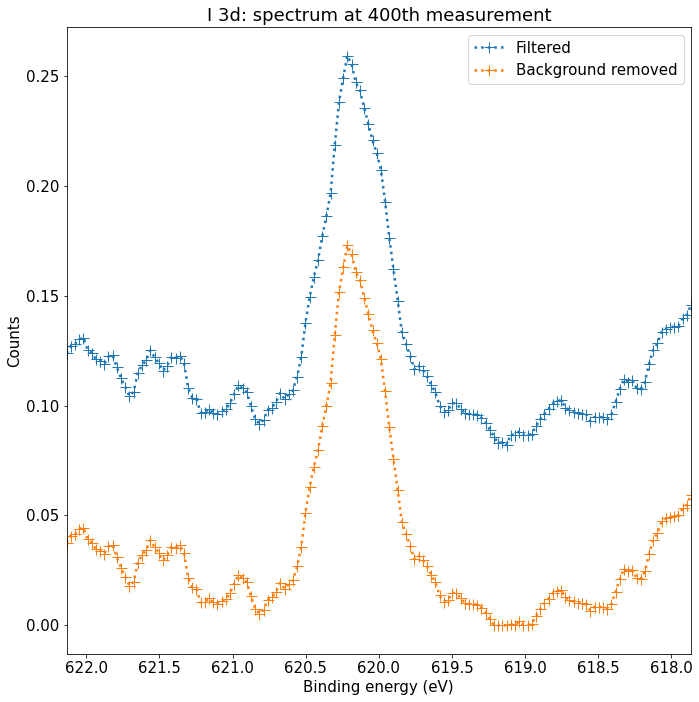 I 3d: spectrum at 400th measurement
Filtered
Background removed
Counts
0.25
0.20
0.15
0.10
0.05
0.00
622.0 621.5 621.0 620.5 620.0 619.5 619.0 618.5 618.0
Binding energy (eV)